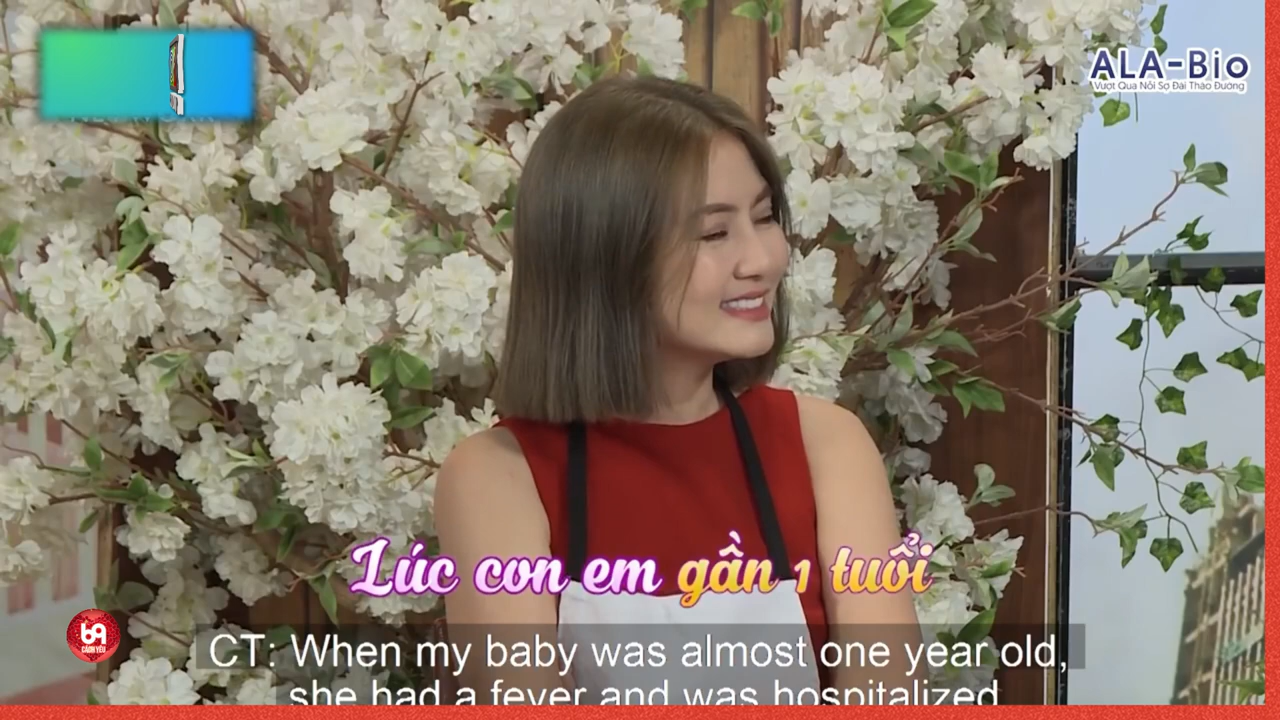 ALA-Bio
Vượt Qua Nỗi Sợ Đái Tháo Đường
Lúc con em gần 1 tuổi
CT: When my baby was almost one year old,
she had a fever and was hospitalized